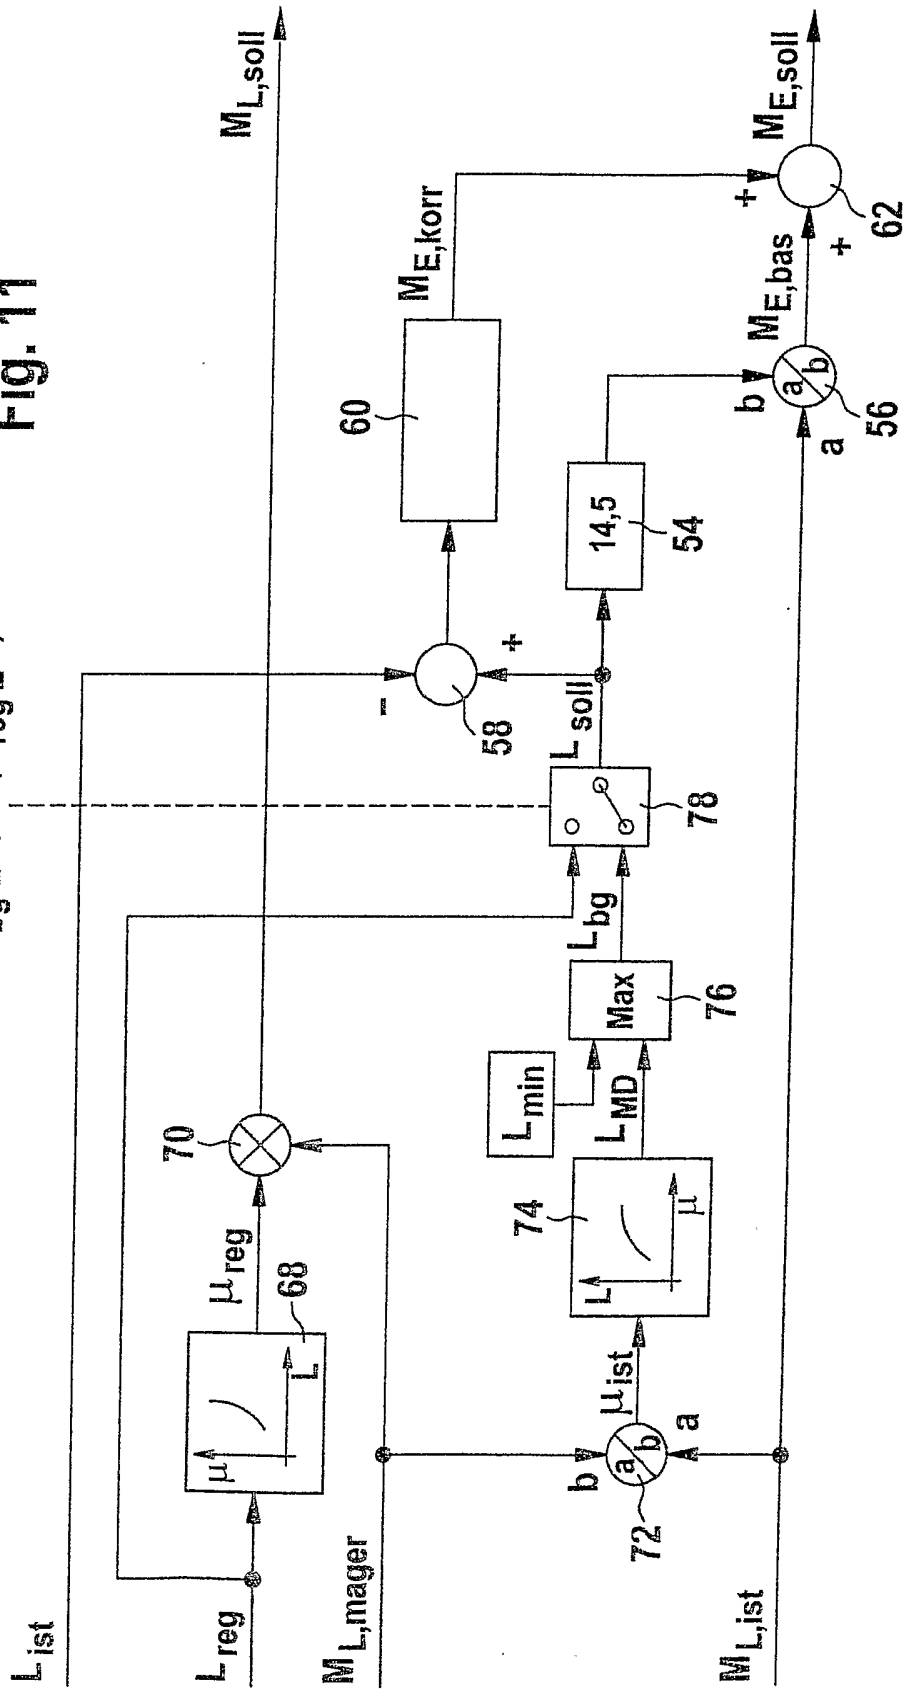 Fig. 11
L_ist
L_reg
M_L,mager
M_L,ist
μ
L
68
μ_reg
70
M_L,soll
b
a
a
b
72
μ_ist
L
μ
74
L_MD
L_min
Max
76
L_bg
78
L_soll
-
+
58
60
M_E,korr
14,5
54
b
a
a
b
56
M_E,bas
+
+
62
M_E,soll